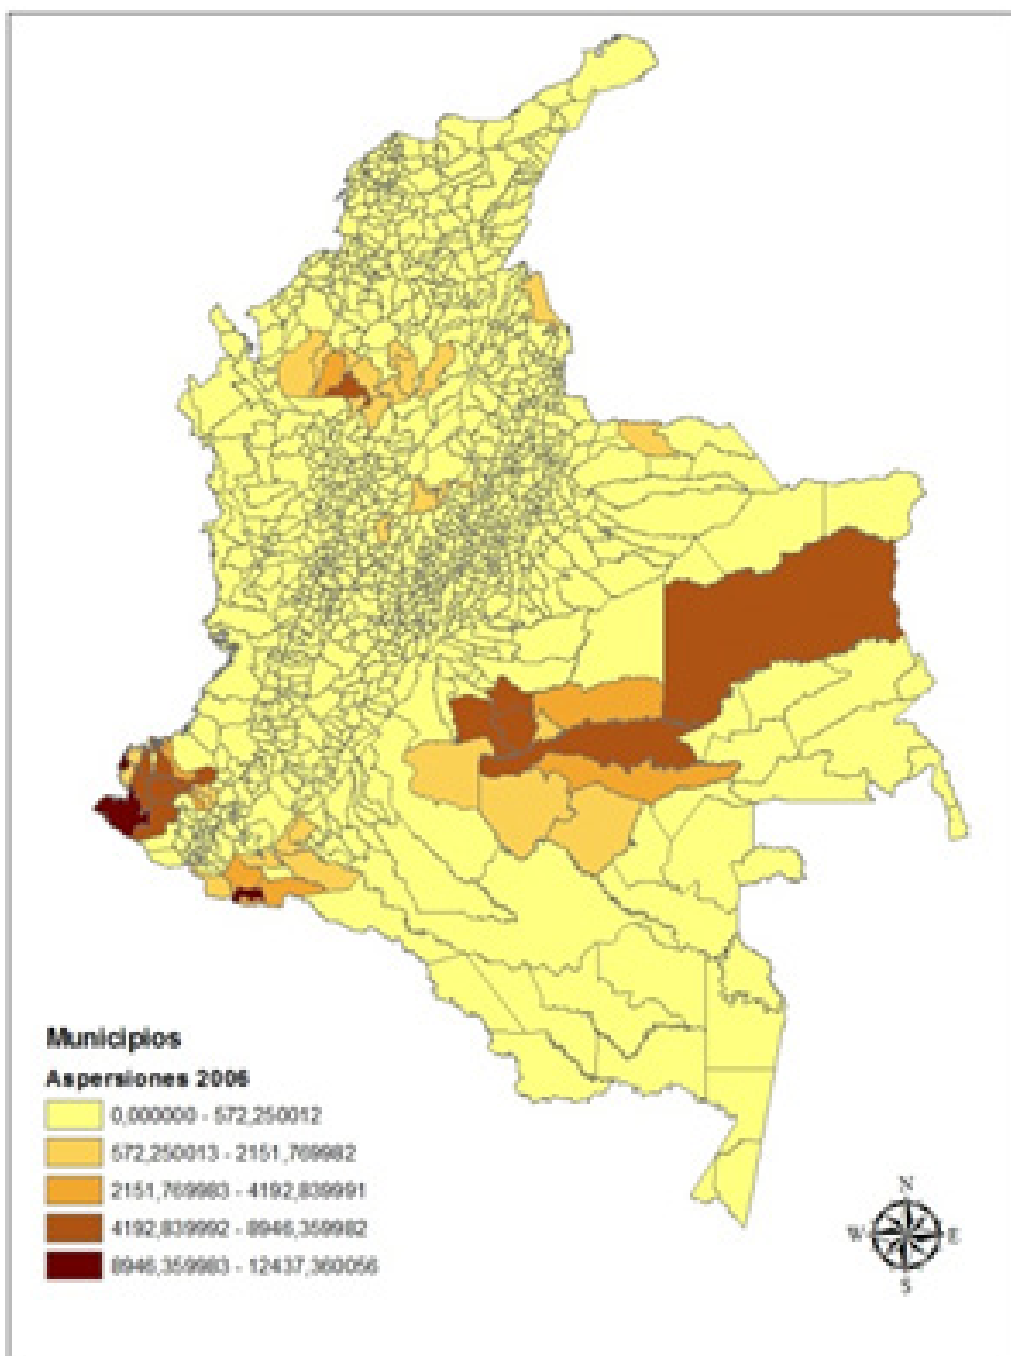 Municipios
Aspersiones 2006
0,000000 - 572,250012
572,250013 - 2151,769982
2151,769983 - 4192,839991
4192,839992 - 8946,359982
8946,359983 - 12437,360056
N
W E
S